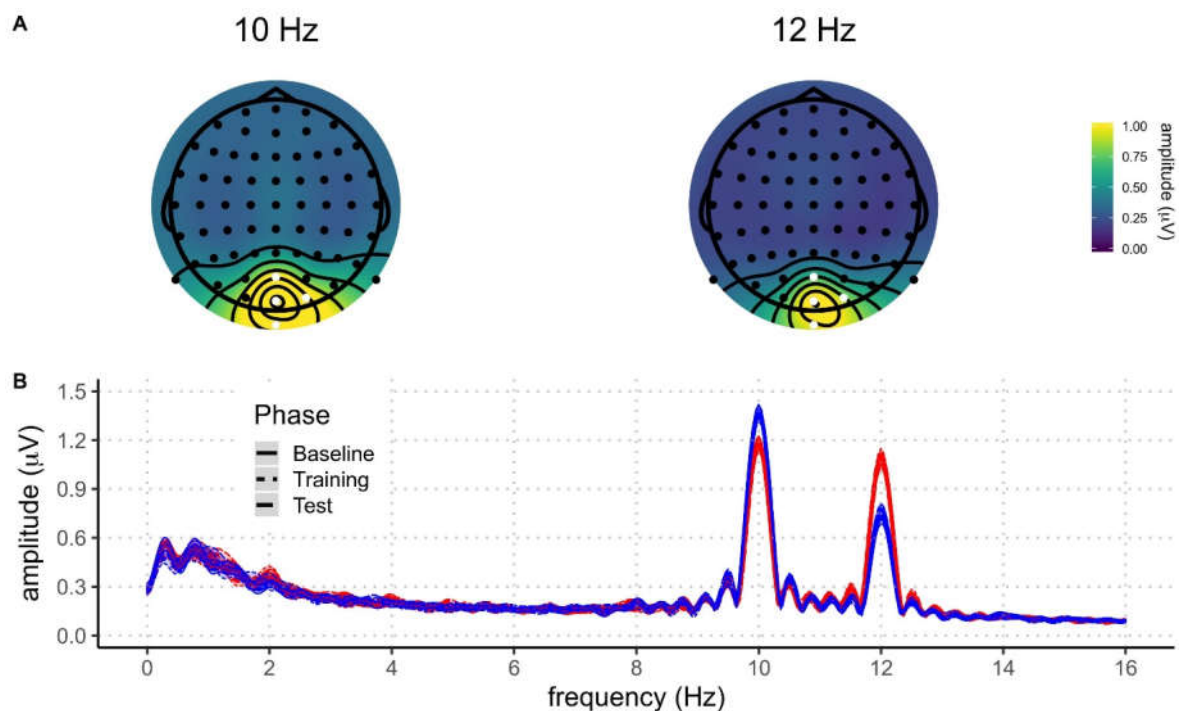 A
10 Hz
12 Hz
1.00
0.75
0.50
0.25
0.00
amplitude (μV)
B
1.5
1.2
0.9
0.6
0.3
0.0
amplitude (μV)
Phase
Baseline
Training
Test
0 2 4 6 8 10 12 14 16
frequency (Hz)